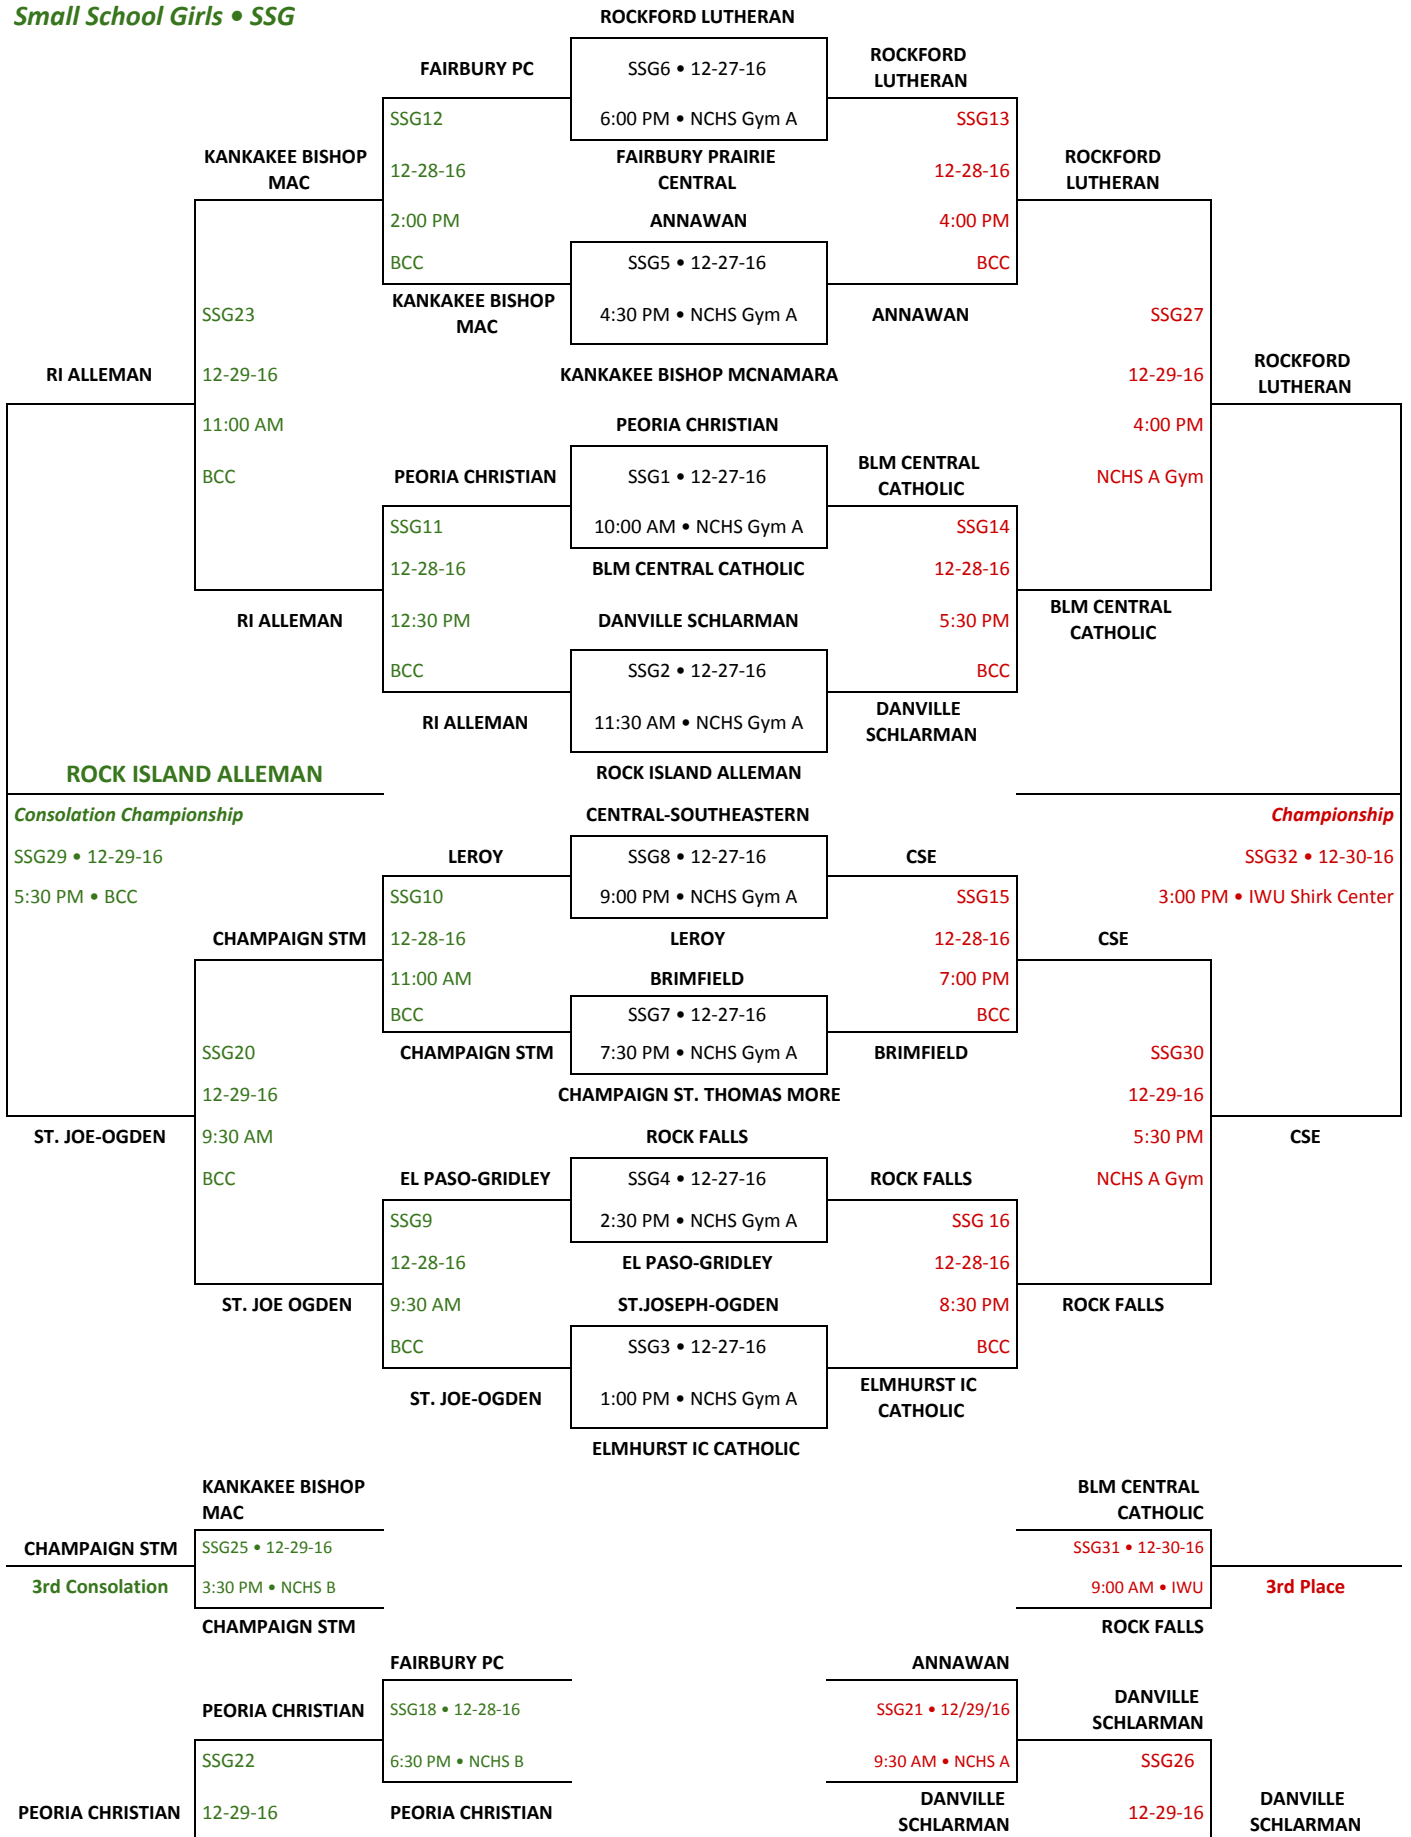 Small School Girls • SSG
ROCKFORD LUTHERAN
FAIRBURY PC
SSG6 • 12-27-16
ROCKFORD
LUTHERAN
SSG12
6:00 PM • NCHS Gym A
SSG13
KANKAKEE BISHOP
MAC
12-28-16
FAIRBURY PRAIRIE
CENTRAL
12-28-16
ROCKFORD
LUTHERAN
2:00 PM
ANNAWAN
4:00 PM
BCC
SSG5 • 12-27-16
BCC
SSG23
KANKAKEE BISHOP
MAC
4:30 PM • NCHS Gym A
ANNAWAN
SSG27
RI ALLEMAN
12-29-16
KANKAKEE BISHOP MCNAMARA
12-29-16
ROCKFORD
LUTHERAN
11:00 AM
PEORIA CHRISTIAN
4:00 PM
BCC
PEORIA CHRISTIAN
SSG1 • 12-27-16
BLM CENTRAL
CATHOLIC
NCHS A Gym
SSG11
10:00 AM • NCHS Gym A
SSG14
12-28-16
BLM CENTRAL CATHOLIC
12-28-16
RI ALLEMAN
12:30 PM
DANVILLE SCHLARMAN
5:30 PM
BLM CENTRAL
CATHOLIC
BCC
SSG2 • 12-27-16
BCC
RI ALLEMAN
11:30 AM • NCHS Gym A
DANVILLE
SCHLARMAN
ROCK ISLAND ALLEMAN
ROCK ISLAND ALLEMAN
Consolation Championship
CENTRAL-SOUTHEASTERN
Championship
SSG29 • 12-29-16
LEROY
SSG8 • 12-27-16
CSE
SSG32 • 12-30-16
5:30 PM • BCC
SSG10
9:00 PM • NCHS Gym A
SSG15
3:00 PM • IWU Shirk Center
CHAMPAIGN STM
12-28-16
LEROY
12-28-16
CSE
11:00 AM
BRIMFIELD
7:00 PM
BCC
SSG7 • 12-27-16
BCC
SSG20
CHAMPAIGN STM
7:30 PM • NCHS Gym A
BRIMFIELD
SSG30
12-29-16
CHAMPAIGN ST. THOMAS MORE
12-29-16
ST. JOE-OGDEN
9:30 AM
ROCK FALLS
5:30 PM
CSE
BCC
EL PASO-GRIDLEY
SSG4 • 12-27-16
ROCK FALLS
NCHS A Gym
SSG9
2:30 PM • NCHS Gym A
SSG 16
12-28-16
EL PASO-GRIDLEY
12-28-16
ST. JOE OGDEN
9:30 AM
ST.JOSEPH-OGDEN
8:30 PM
ROCK FALLS
BCC
SSG3 • 12-27-16
BCC
ST. JOE-OGDEN
1:00 PM • NCHS Gym A
ELMHURST IC
CATHOLIC
ELMHURST IC CATHOLIC
KANKAKEE BISHOP
MAC
BLM CENTRAL
CATHOLIC
CHAMPAIGN STM
SSG25 • 12-29-16
SSG31 • 12-30-16
3rd Consolation
3:30 PM • NCHS B
9:00 AM • IWU
3rd Place
CHAMPAIGN STM
ROCK FALLS
FAIRBURY PC
ANNAWAN
PEORIA CHRISTIAN
SSG18 • 12-28-16
SSG21 • 12/29/16
DANVILLE
SCHLARMAN
SSG22
6:30 PM • NCHS B
9:30 AM • NCHS A
SSG26
PEORIA CHRISTIAN
12-29-16
PEORIA CHRISTIAN
DANVILLE
SCHLARMAN
12-29-16
DANVILLE
SCHLARMAN